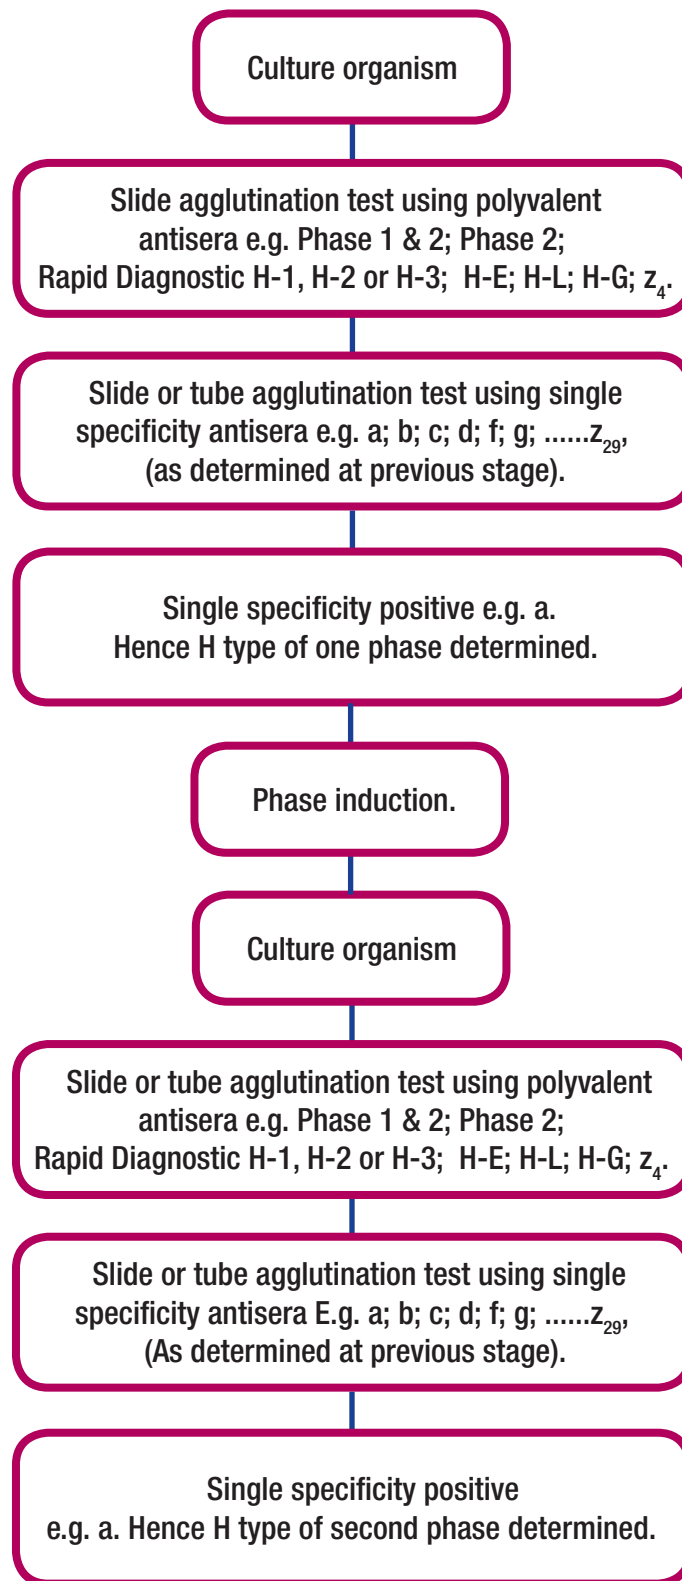 Culture organism
Slide agglutination test using polyvalent
antisera e.g. Phase 1 & 2; Phase 2;
Rapid Diagnostic H-1, H-2 or H-3; H-E; H-L; H-G; z₄.
Slide or tube agglutination test using single
specificity antisera e.g. a; b; c; d; f; g; ......z₂₉,
(as determined at previous stage).
Single specificity positive e.g. a.
Hence H type of one phase determined.
Phase induction.
Culture organism
Slide or tube agglutination test using polyvalent
antisera e.g. Phase 1 & 2; Phase 2;
Rapid Diagnostic H-1, H-2 or H-3; H-E; H-L; H-G; z₄.
Slide or tube agglutination test using single
specificity antisera E.g. a; b; c; d; f; g; ......z₂₉,
(As determined at previous stage).
Single specificity positive
e.g. a. Hence H type of second phase determined.